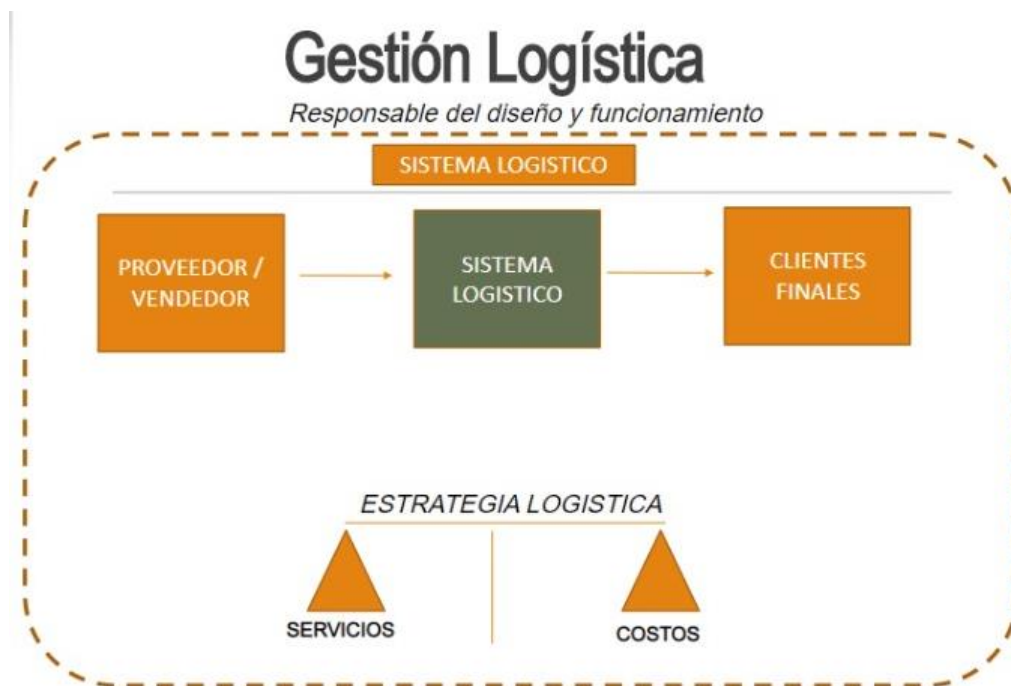 Gestión Logística
Responsable del diseño y funcionamiento
SISTEMA LOGISTICO
PROVEEDOR /
VENDEDOR
SISTEMA
LOGISTICO
CLIENTES
FINALES
ESTRATEGIA LOGISTICA
SERVICIOS
COSTOS